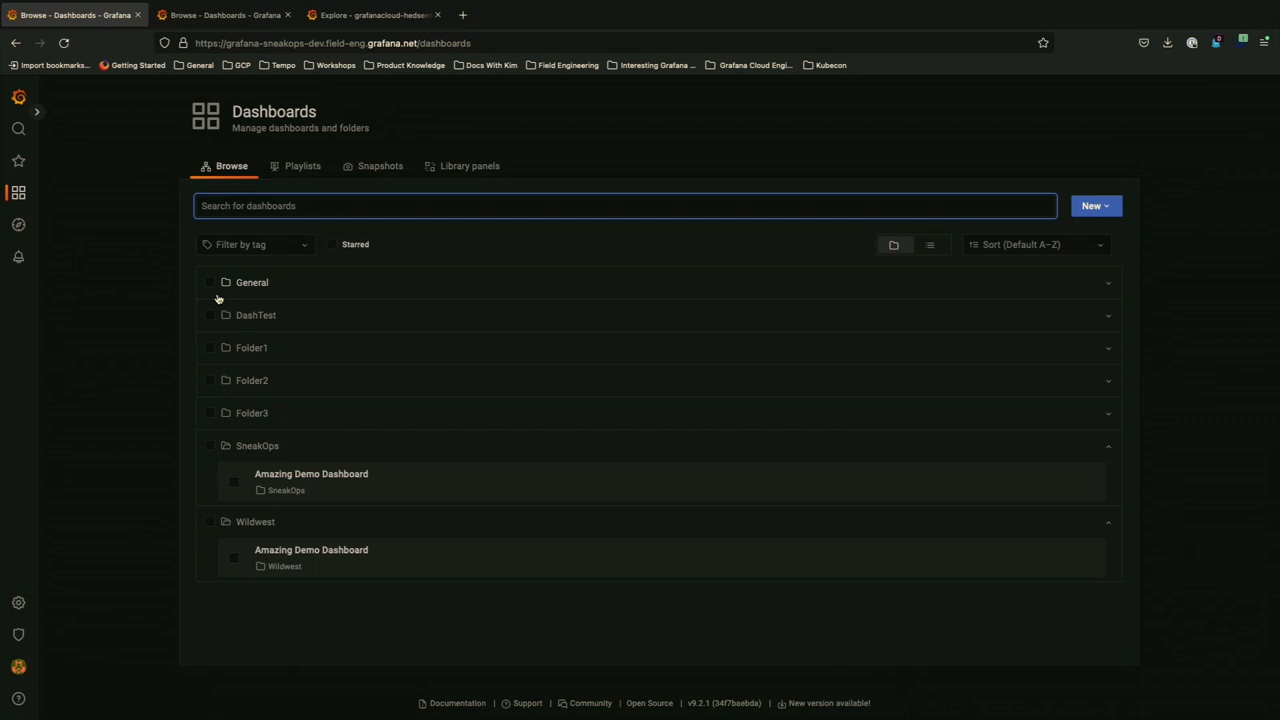 Browse - Dashboards - Grafana
Browse - Dashboards - Grafana
Explore - grafanacloud-hedsen
https://grafana-sneakops-dev.field-eng.grafana.net/dashboards
0
1
Import bookmarks...
Getting Started
General
GCP
Tempo
Workshops
Product Knowledge
Docs With Kim
Field Engineering
Interesting Grafana ...
Grafana Cloud Engi...
Kubecon
Dashboards
Manage dashboards and folders
Browse
Playlists
Snapshots
Library panels
Search for dashboards
New
Filter by tag
Starred
Sort (Default A–Z)
General
DashTest
Folder1
Folder2
Folder3
SneakOps
Amazing Demo Dashboard
SneakOps
Wildwest
Amazing Demo Dashboard
Wildwest
Documentation | Support | Community | Open Source | v9.2.1 (34f7baebda) | New version available!